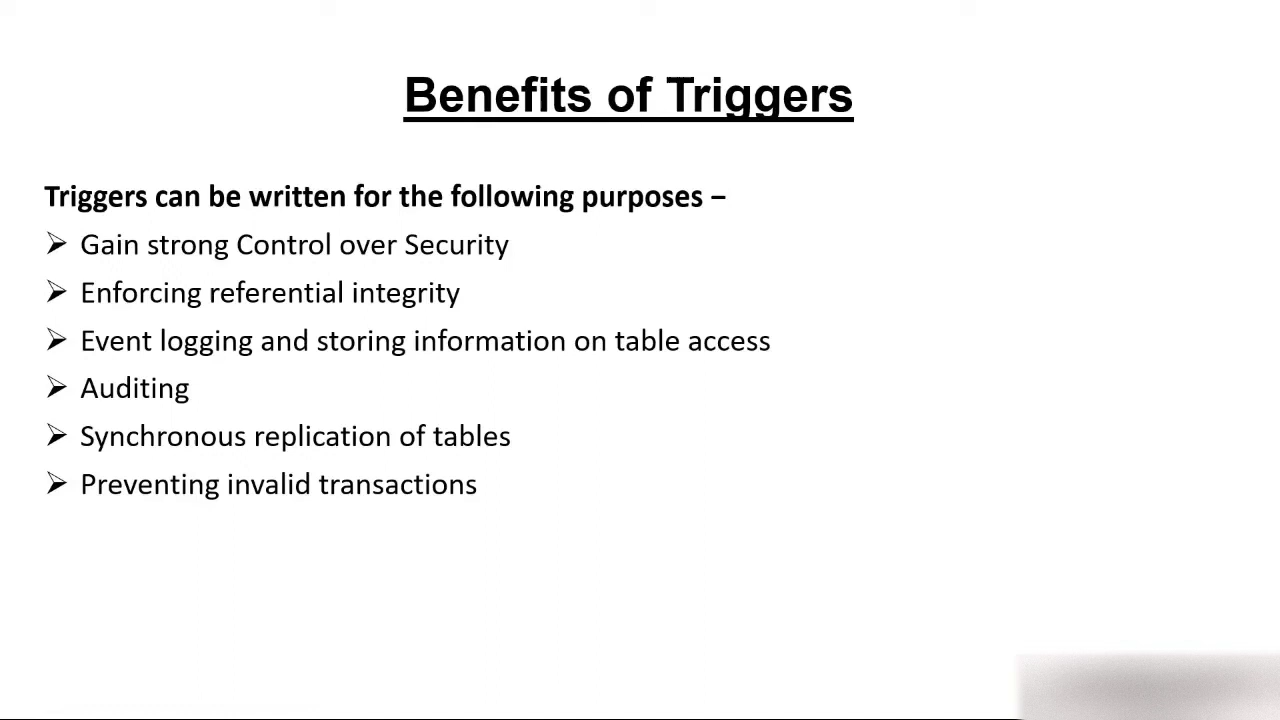 Benefits of Triggers
Triggers can be written for the following purposes –
➢ Gain strong Control over Security
➢ Enforcing referential integrity
➢ Event logging and storing information on table access
➢ Auditing
➢ Synchronous replication of tables
➢ Preventing invalid transactions